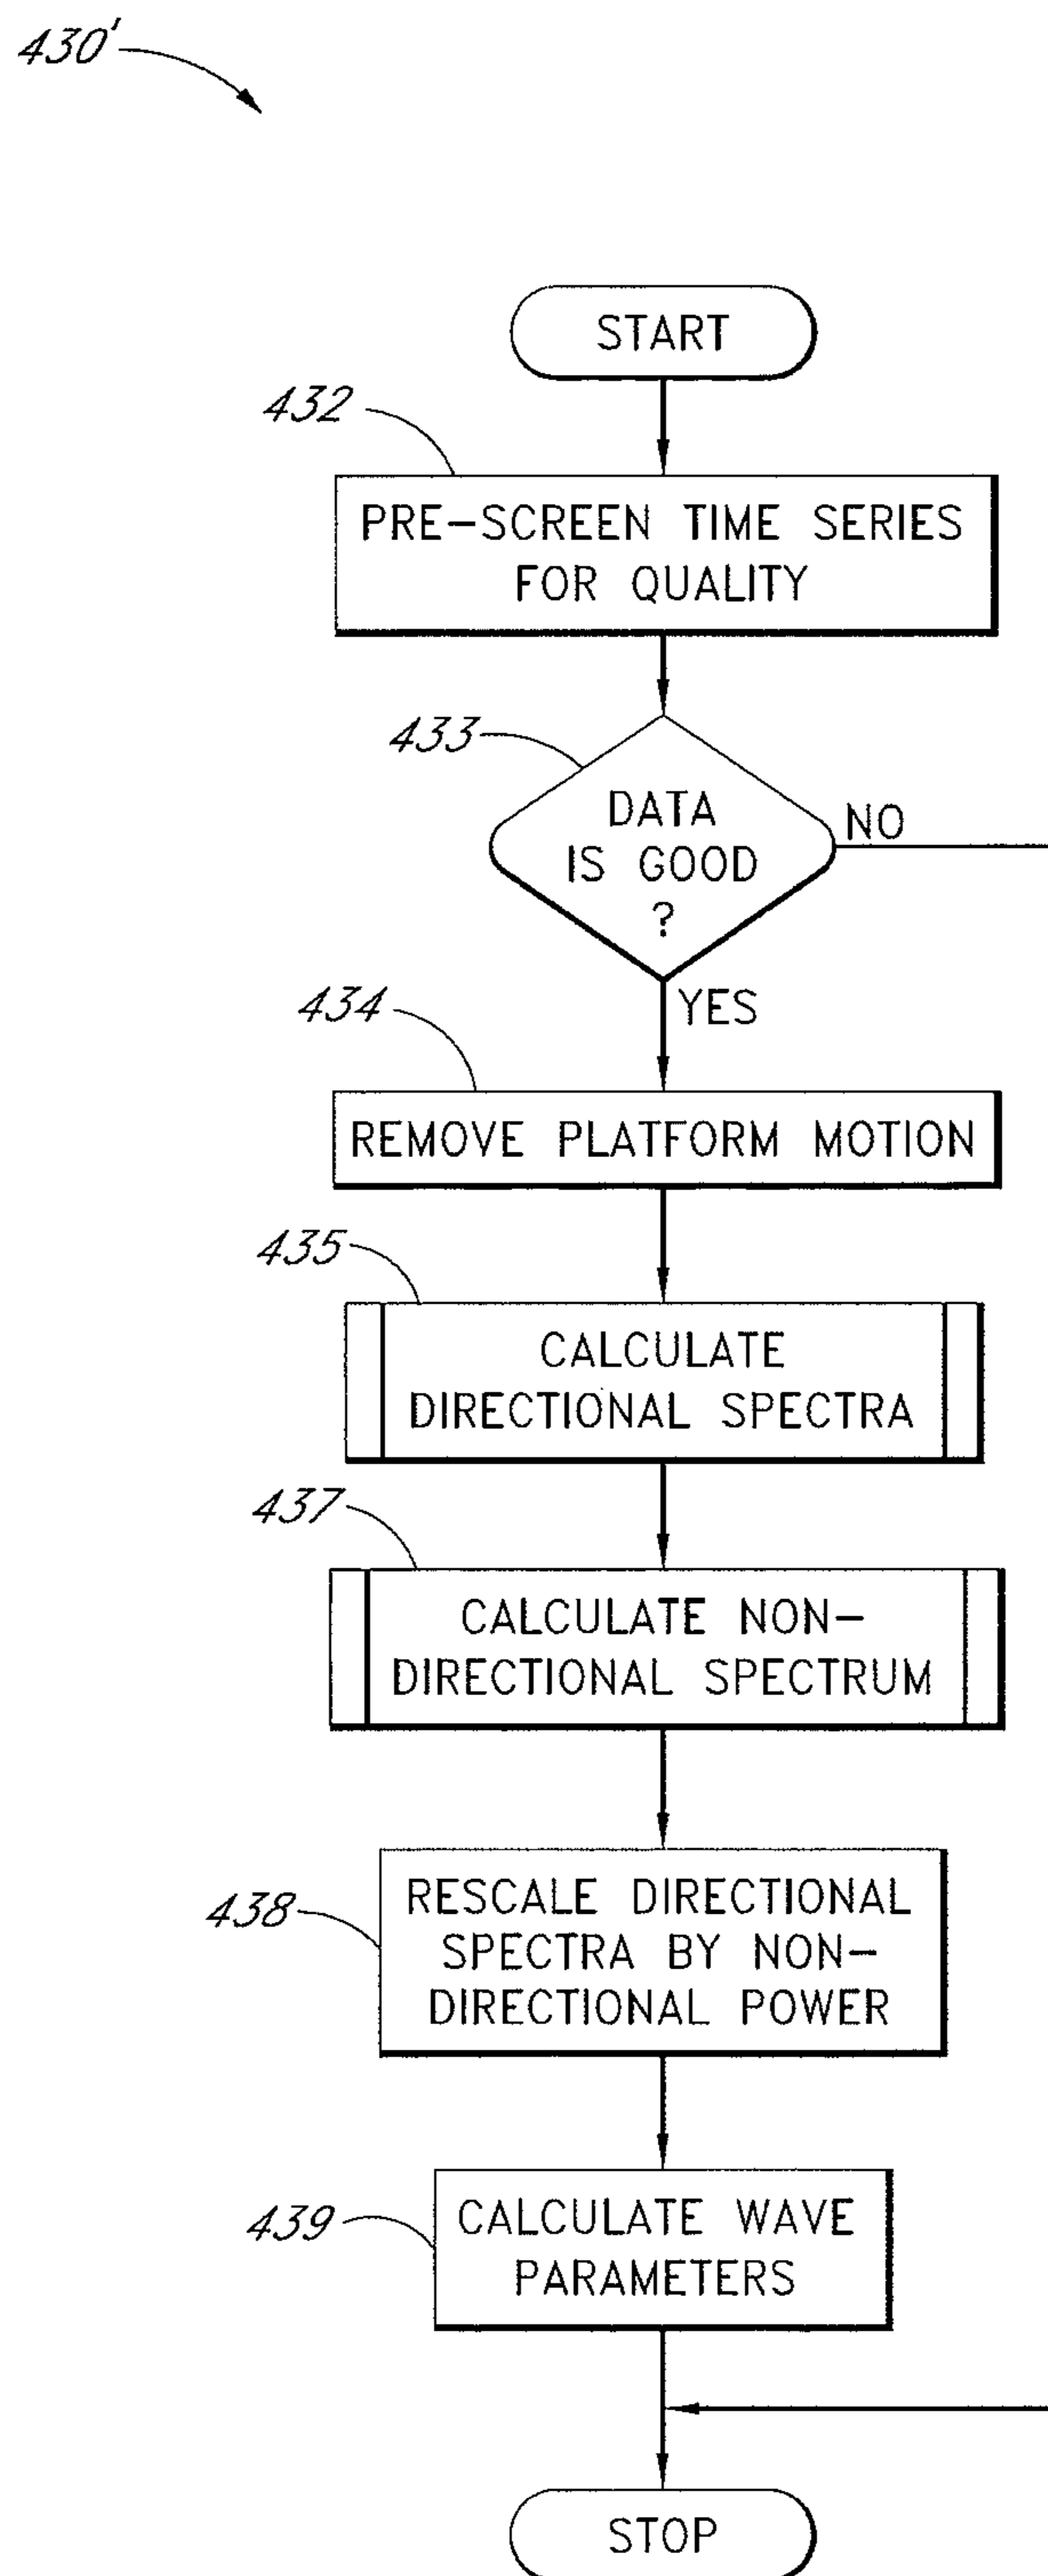 430'
START
432
PRE-SCREEN TIME SERIES
FOR QUALITY
433
DATA
IS GOOD
?
NO
YES
434
REMOVE PLATFORM MOTION
435
CALCULATE
DIRECTIONAL SPECTRA
437
CALCULATE NON-
DIRECTIONAL SPECTRUM
438
RESCALE DIRECTIONAL
SPECTRA BY NON-
DIRECTIONAL POWER
439
CALCULATE WAVE
PARAMETERS
STOP